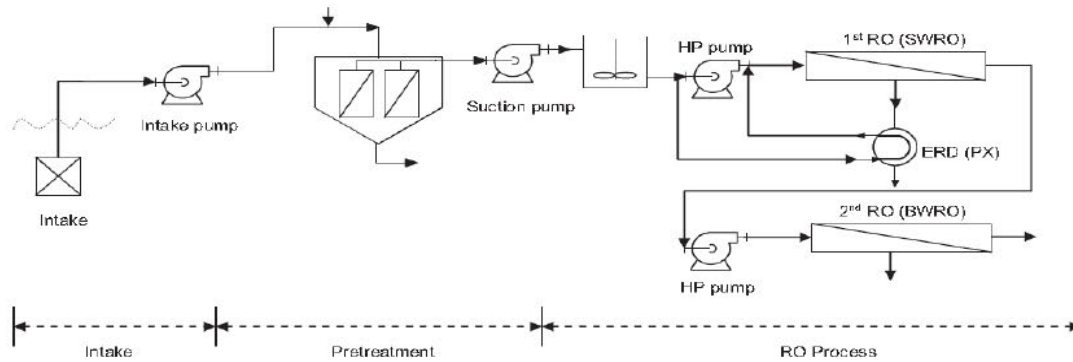 HP pump
1st RO (SWRO)
Intake pump
Suction pump
ERD (PX)
Intake
2nd RO (BWRO)
HP pump
Intake
Pretreatment
RO Process